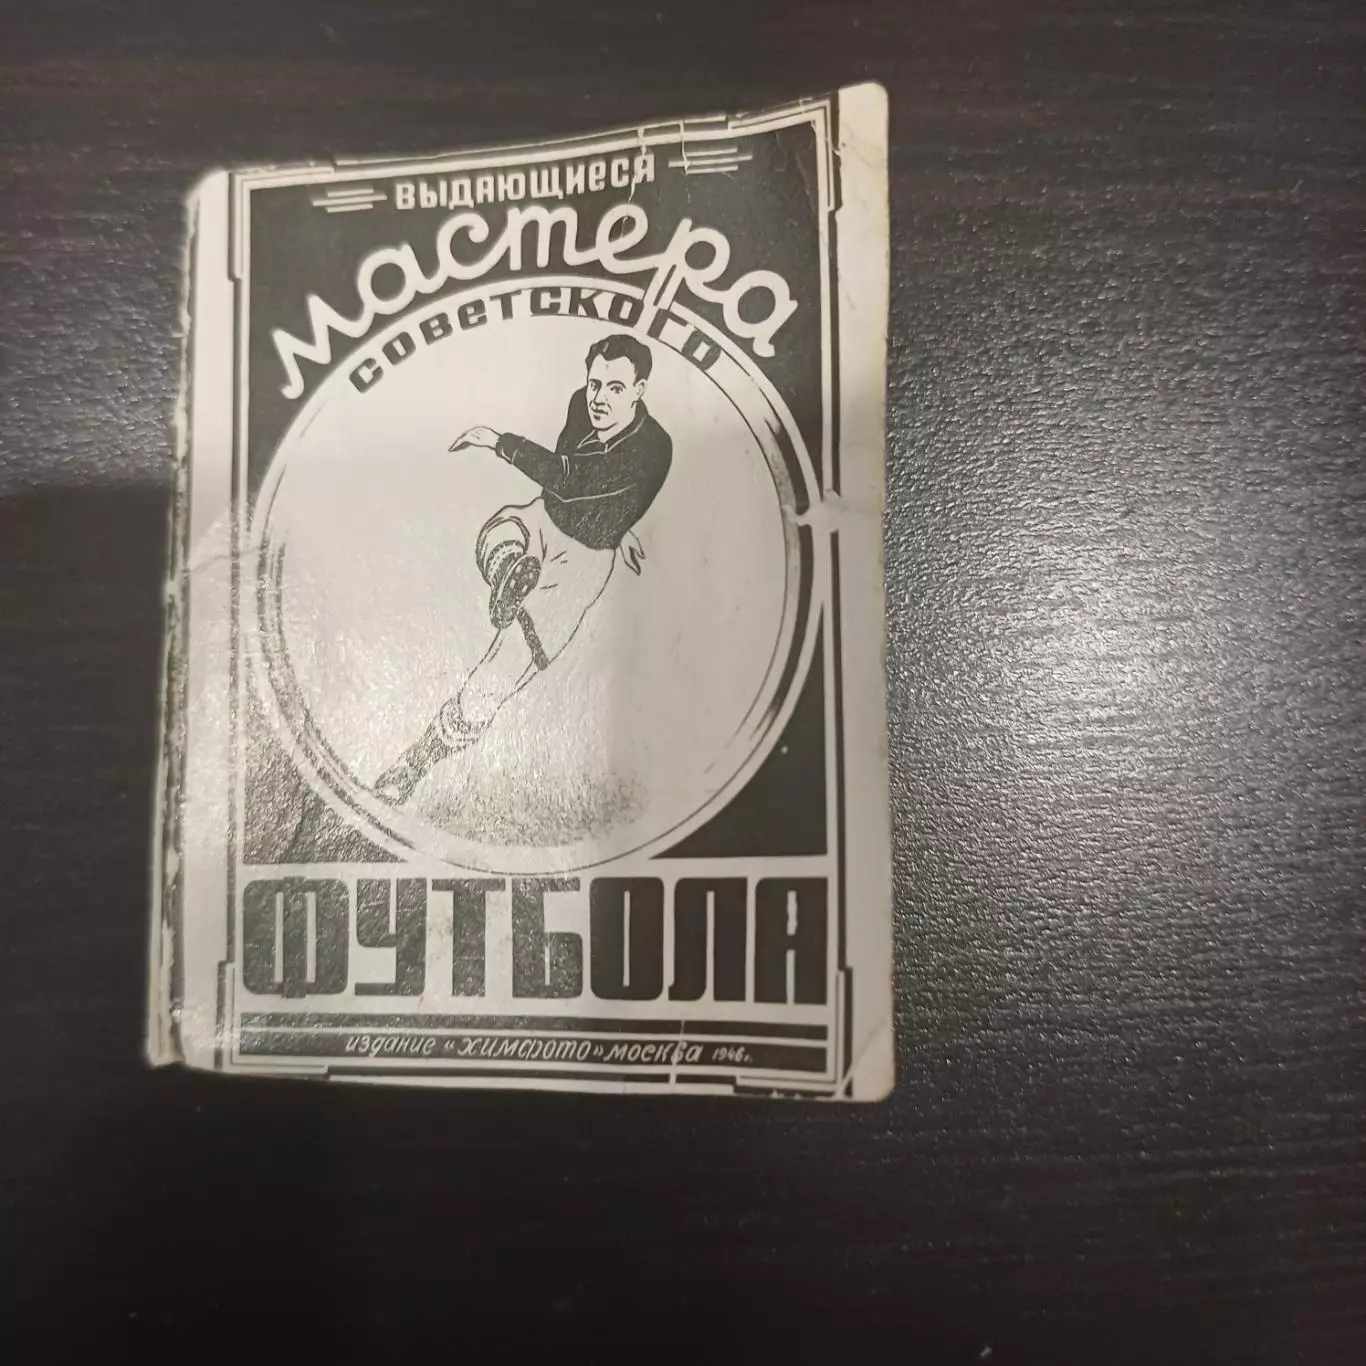 ВЫДАЮЩИЕСЯ
мастера
СОВЕТСКОГО
ФУТБОЛА
издание "химфото" москва 1946г.